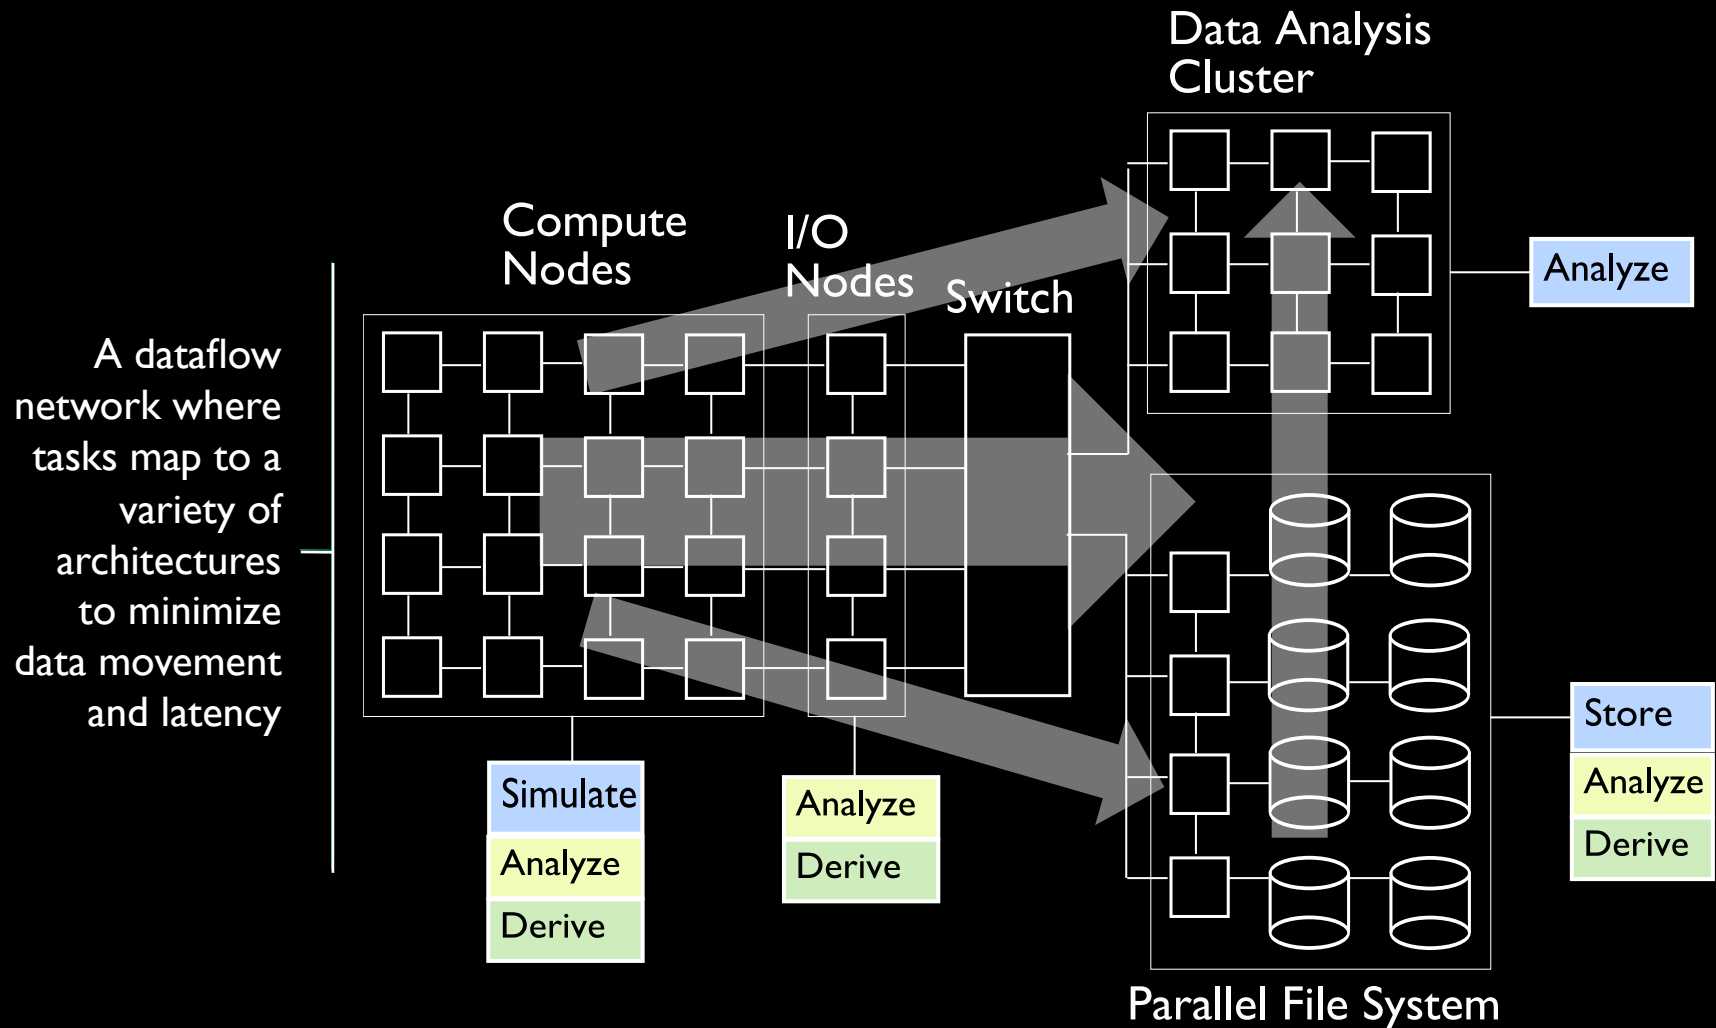 Data Analysis
Cluster
Compute
Nodes
I/O
Nodes
Switch
Analyze
A dataflow
network where
tasks map to a
variety of
architectures
to minimize
data movement
and latency
Simulate
Analyze
Derive
Analyze
Derive
Store
Analyze
Derive
Parallel File System